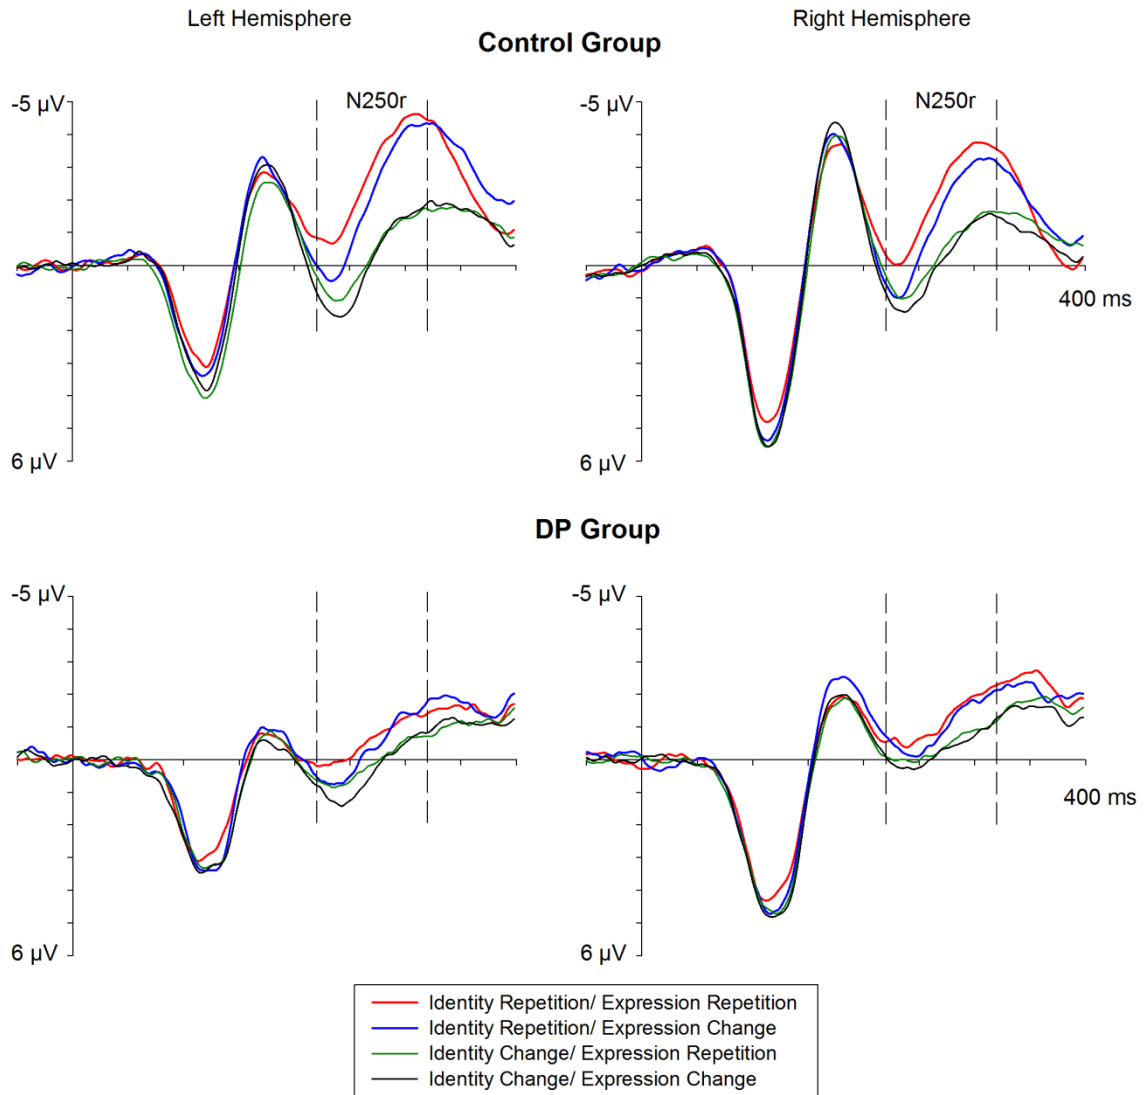 Left Hemisphere
Right Hemisphere
Control Group
-5 µV
N250r
-5 µV
N250r
400 ms
6 µV
6 µV
DP Group
-5 µV
-5 µV
400 ms
6 µV
6 µV
Identity Repetition/ Expression Repetition
Identity Repetition/ Expression Change
Identity Change/ Expression Repetition
Identity Change/ Expression Change